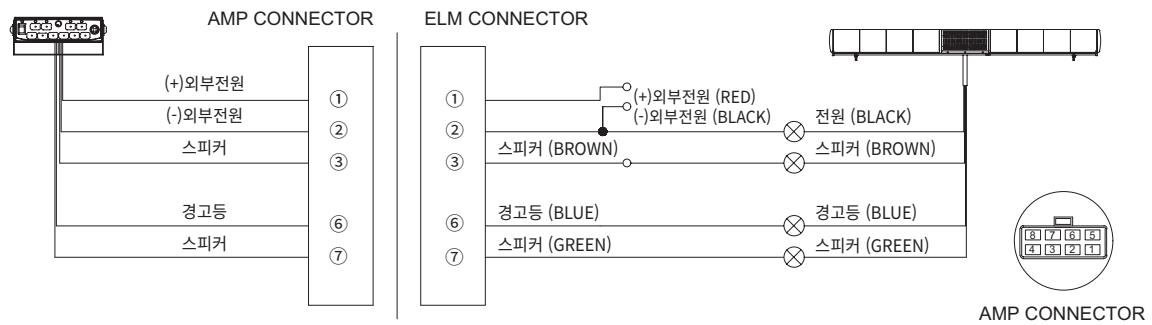 AMP CONNECTOR
ELM CONNECTOR
(+)외부전원
①
①
(+)외부전원 (RED)
(-)외부전원
②
②
(-)외부전원 (BLACK)
전원 (BLACK)
스피커
③
③
스피커 (BROWN)
스피커 (BROWN)
경고등
⑥
⑥
경고등 (BLUE)
경고등 (BLUE)
스피커
⑦
⑦
스피커 (GREEN)
스피커 (GREEN)
8 7 6 5
4 3 2 1
AMP CONNECTOR